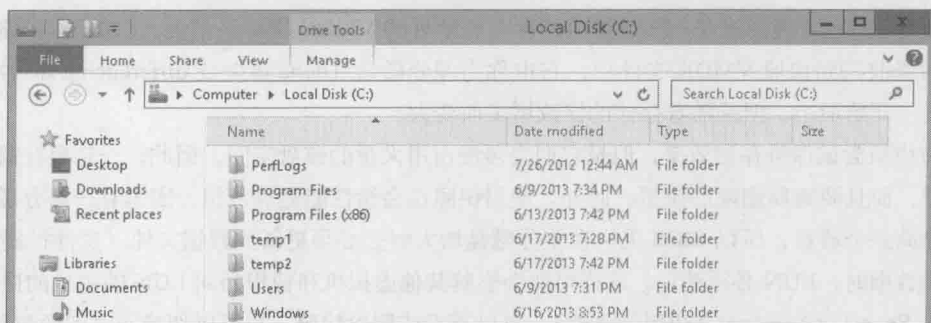 Drive Tools Local Disk (C:)
File Home Share View Manage
Computer ▸ Local Disk (C:) Search Local Disk (C:)
Name Date modified Type Size
Favorites
Desktop PerfLogs 7/26/2012 12:44 AM File folder
Downloads Program Files 6/9/2013 7:34 PM File folder
Recent places Program Files (x86) 6/13/2013 7:42 PM File folder
temp1 6/17/2013 7:28 PM File folder
Libraries temp2 6/17/2013 7:42 PM File folder
Documents Users 6/9/2013 7:31 PM File folder
Music Windows 6/16/2013 8:53 PM File folder